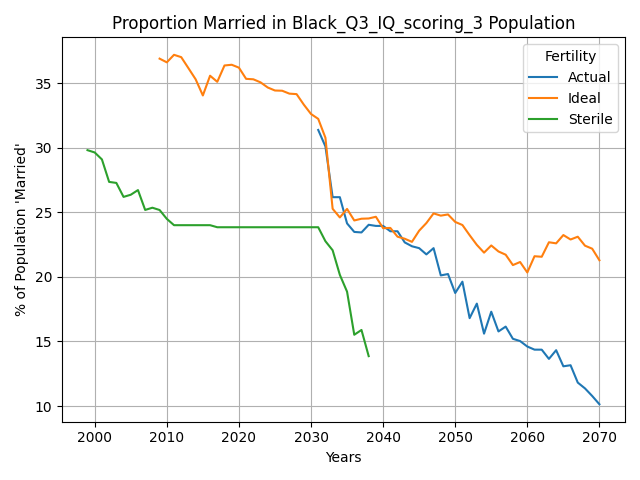 Proportion Married in Black_Q3_IQ_scoring_3 Population
% of Population 'Married'
35
30
25
20
15
10
Fertility
Actual
Ideal
Sterile
2000 2010 2020 2030 2040 2050 2060 2070
Years